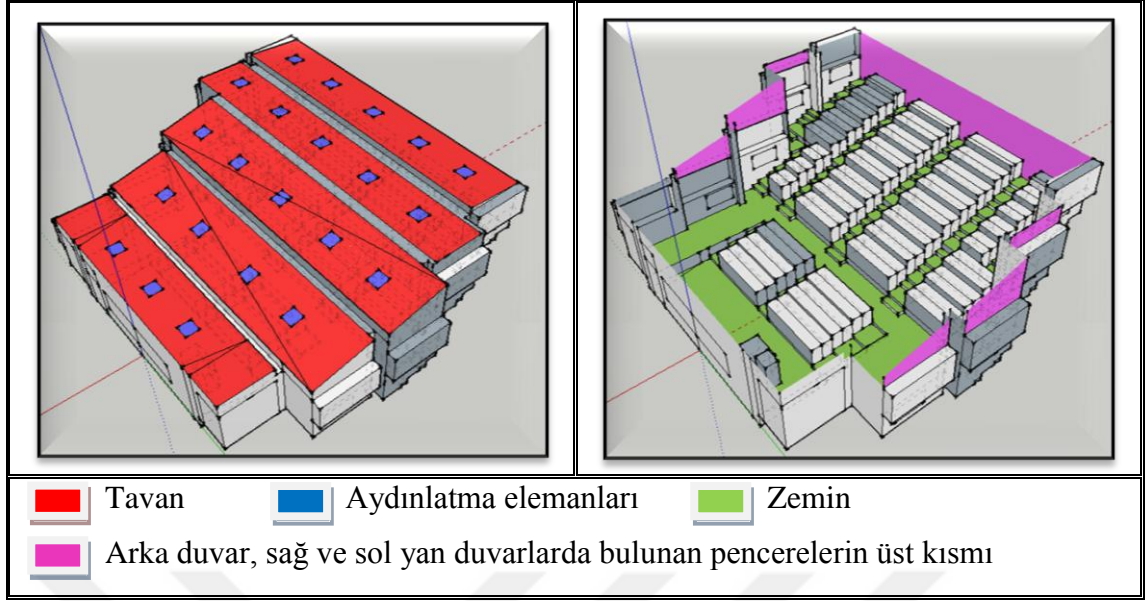 Tavan Aydınlatma elemanları Zemin
Arka duvar, sağ ve sol yan duvarlarda bulunan pencerelerin üst kısmı